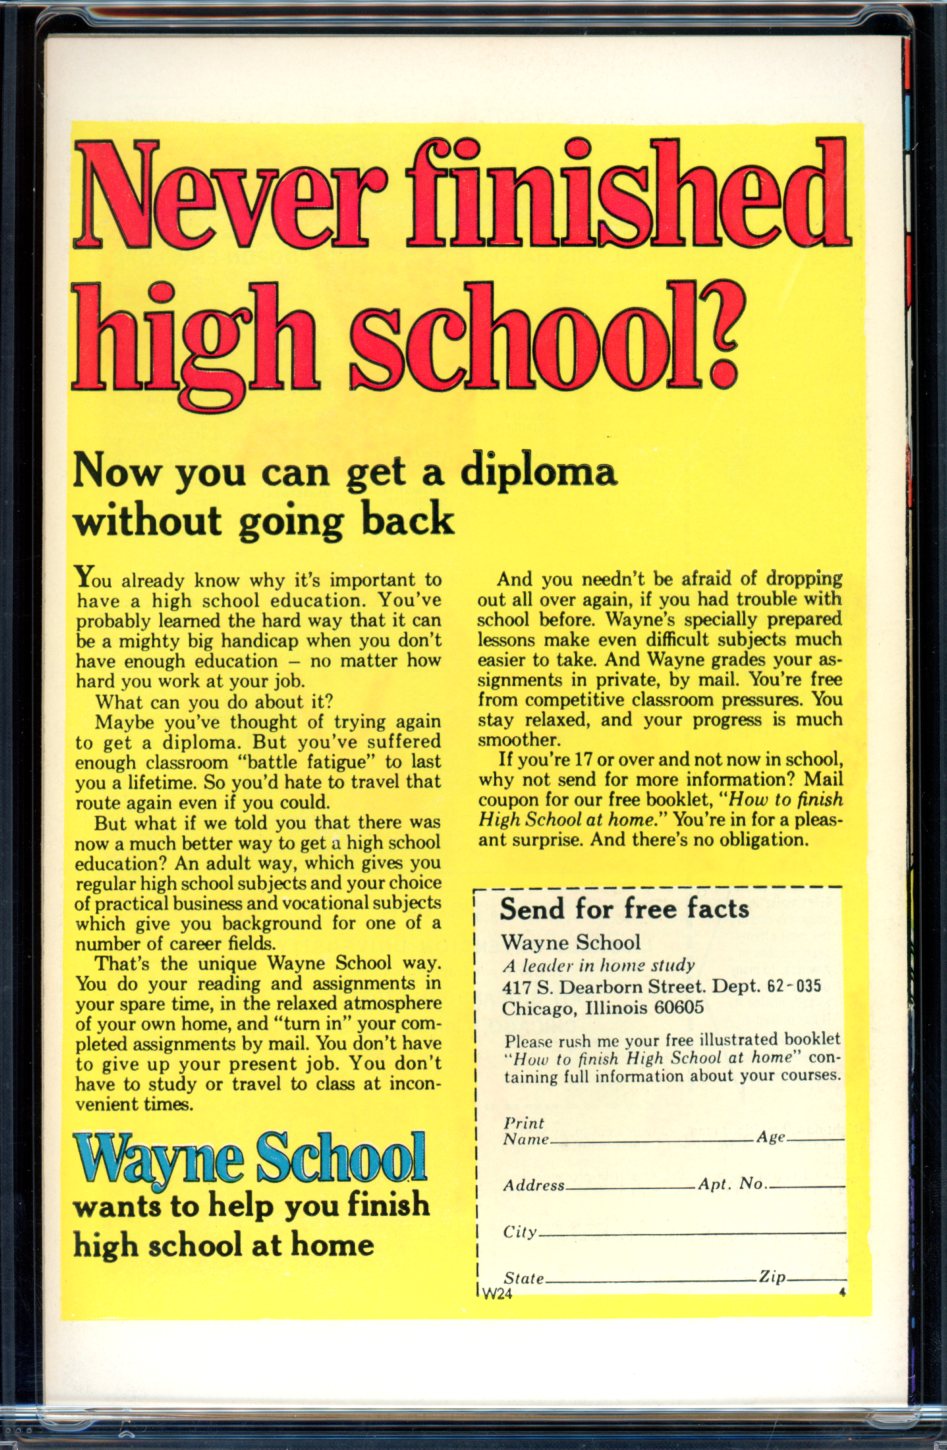 Never finished
high school?
Now you can get a diploma
without going back
You already know why it's important to
have a high school education. You've
probably learned the hard way that it can
be a mighty big handicap when you don't
have enough education — no matter how
hard you work at your job.
What can you do about it?
Maybe you've thought of trying again
to get a diploma. But you've suffered
enough classroom "battle fatigue" to last
you a lifetime. So you'd hate to travel that
route again even if you could.
But what if we told you that there was
now a much better way to get a high school
education? An adult way, which gives you
regular high school subjects and your choice
of practical business and vocational subjects
which give you background for one of a
number of career fields.
That's the unique Wayne School way.
You do your reading and assignments in
your spare time, in the relaxed atmosphere
of your own home, and "turn in" your com-
pleted assignments by mail. You don't have
to give up your present job. You don't
have to study or travel to class at incon-
venient times.
Wayne School
wants to help you finish
high school at home
And you needn't be afraid of dropping
out all over again, if you had trouble with
school before. Wayne's specially prepared
lessons make even difficult subjects much
easier to take. And Wayne grades your as-
signments in private, by mail. You're free
from competitive classroom pressures. You
stay relaxed, and your progress is much
smoother.
If you're 17 or over and not now in school,
why not send for more information? Mail
coupon for our free booklet, "How to finish
High School at home." You're in for a pleas-
ant surprise. And there's no obligation.
Send for free facts
Wayne School
A leader in home study
417 S. Dearborn Street. Dept. 62-035
Chicago, Illinois 60605
Please rush me your free illustrated booklet
"How to finish High School at home" con-
taining full information about your courses.
Print
Name Age
Address Apt. No.
City
State Zip
W24 4